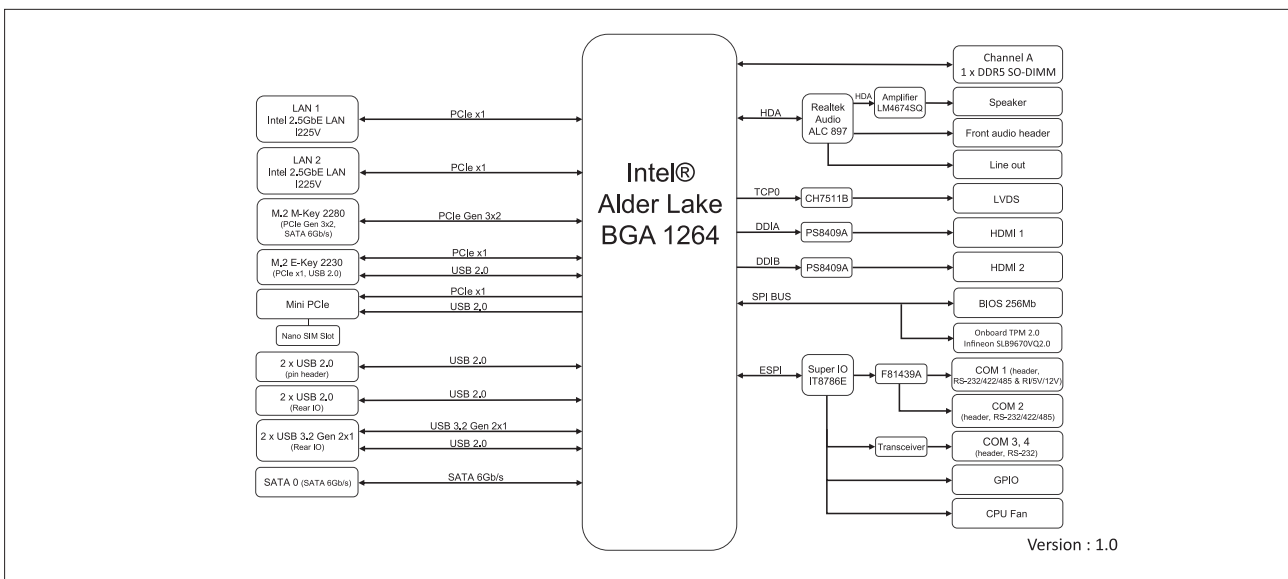 LAN 1
Intel 2.5GbE LAN
I225V
PCIe x1
LAN 2
Intel 2.5GbE LAN
I225V
PCIe x1
M.2 M-Key 2280
(PCIe Gen 3x2,
SATA 6Gb/s)
PCIe Gen 3x2
M.2 E-Key 2230
(PCIe x1, USB 2.0)
PCIe x1
USB 2.0
Mini PCIe
PCIe x1
USB 2.0
Nano SIM Slot
2 x USB 2.0
(pin header)
USB 2.0
2 x USB 2.0
(Rear IO)
USB 2.0
2 x USB 3.2 Gen 2x1
(Rear IO)
USB 3.2 Gen 2x1
USB 2.0
SATA 0 (SATA 6Gb/s)
SATA 6Gb/s
Intel®
Alder Lake
BGA 1264
Channel A
1 x DDR5 SO-DIMM
HDA
Realtek
Audio
ALC 897
HDA
Amplifier
LM4674SQ
Speaker
Front audio header
Line out
TCP0
CH7511B
LVDS
DDIA
PS8409A
HDMI 1
DDIB
PS8409A
HDMI 2
SPI BUS
BIOS 256Mb
Onboard TPM 2.0
Infineon SLB9670VQ2.0
ESPI
Super IO
IT8786E
F81439A
COM 1 (header,
RS-232/422/485 & RI/5V/12V)
COM 2
(header, RS-232/422/485)
Transceiver
COM 3, 4
(header, RS-232)
GPIO
CPU Fan
Version : 1.0